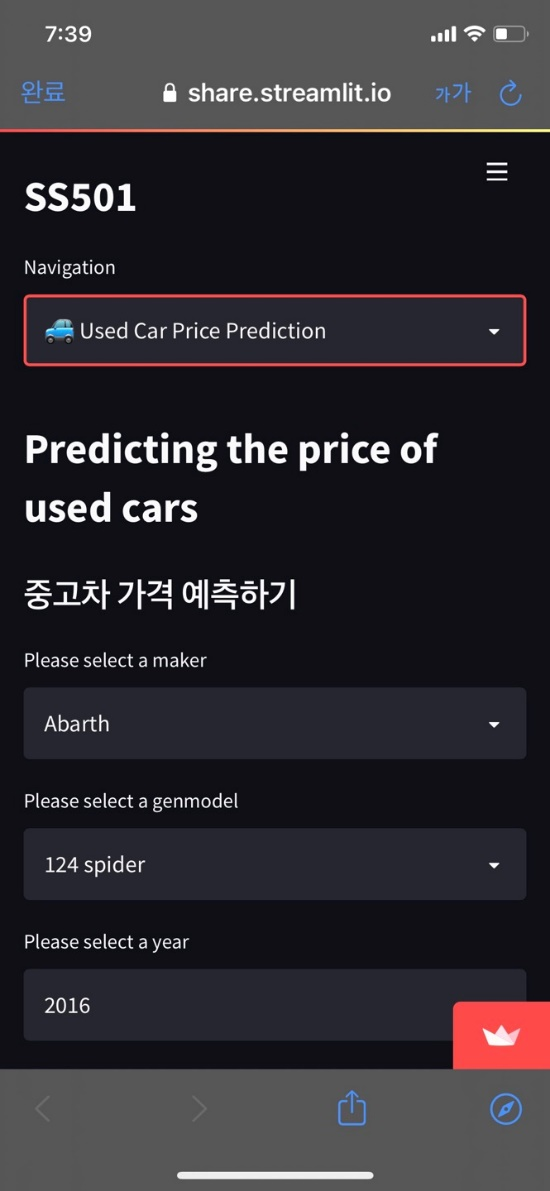 7:39
완료
share.streamlit.io
가가
SS501
Navigation
Used Car Price Prediction
Predicting the price of
used cars
중고차 가격 예측하기
Please select a maker
Abarth
Please select a genmodel
124 spider
Please select a year
2016